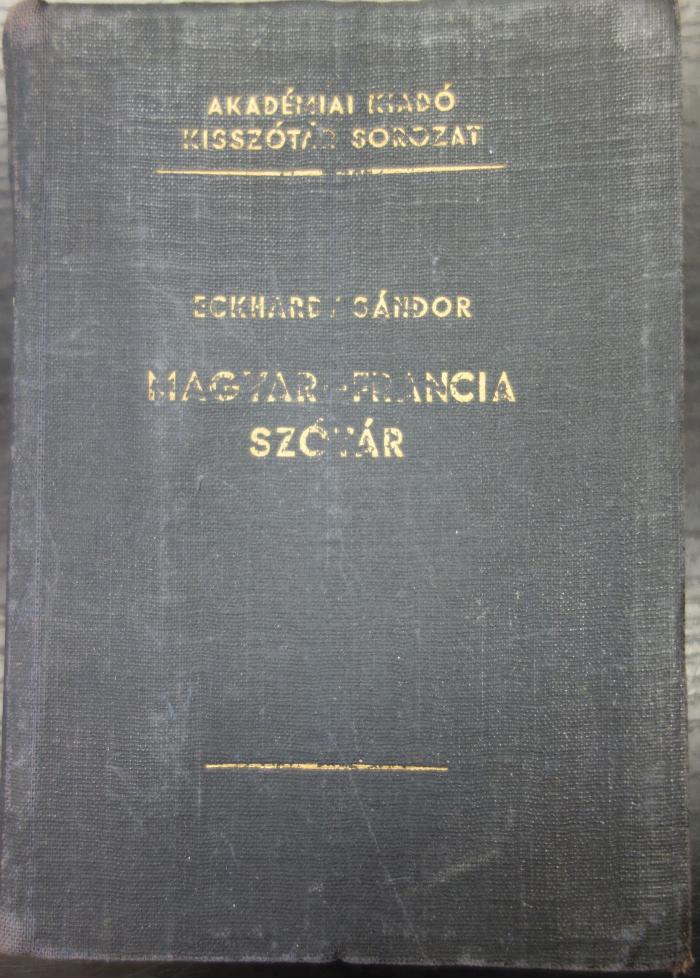 AKADÉMIAI KIADÓ
KISSZÓTÁR SOROZAT
ECKHARDT SÁNDOR
MAGYAR–FRANCIA
SZÓTÁR